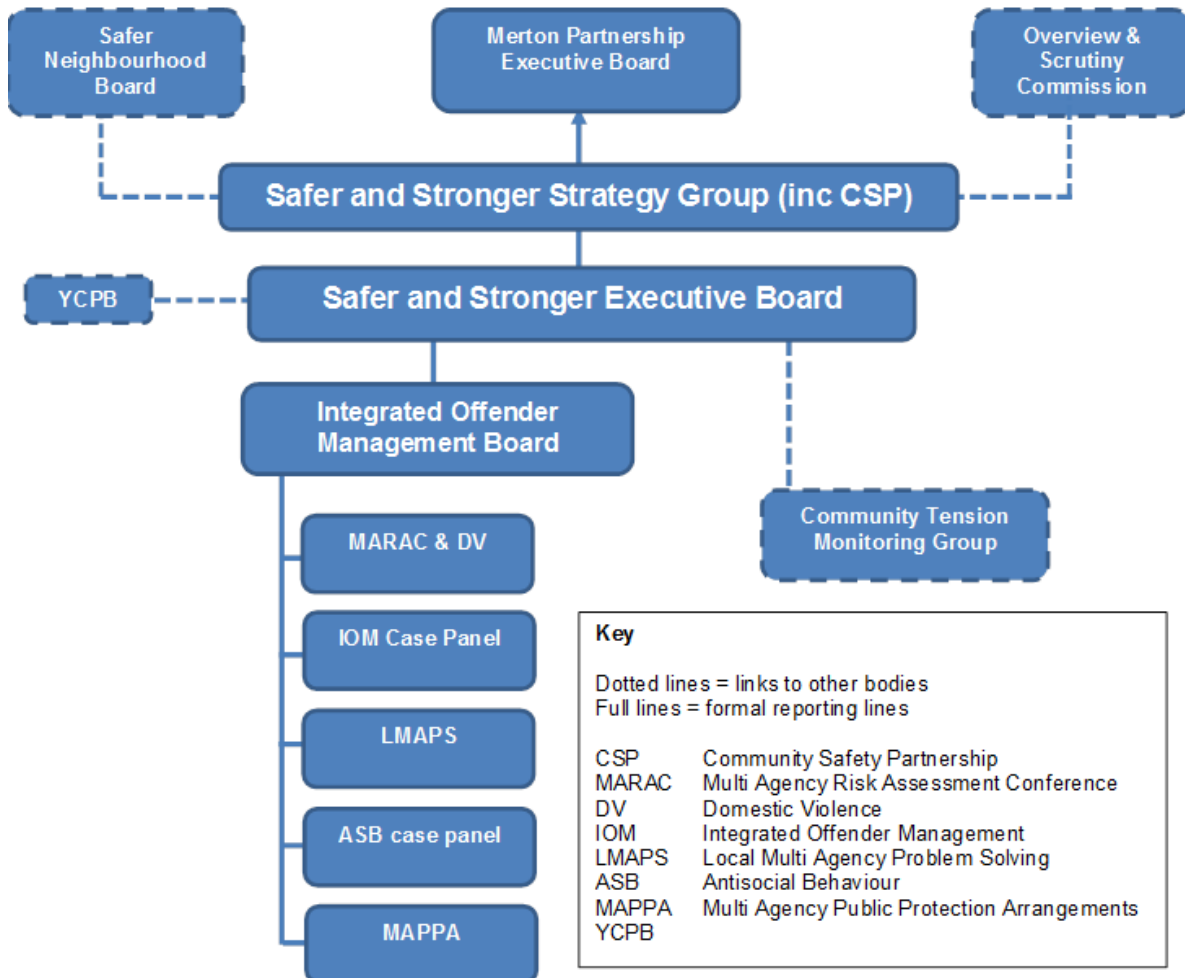 Safer
Neighbourhood
Board
Merton Partnership
Executive Board
Overview &
Scrutiny
Commission
Safer and Stronger Strategy Group (inc CSP)
YCPB
Safer and Stronger Executive Board
Integrated Offender
Management Board
Community Tension
Monitoring Group
MARAC & DV
IOM Case Panel
LMAPS
ASB case panel
MAPPA
Key
Dotted lines = links to other bodies
Full lines = formal reporting lines
CSP Community Safety Partnership
MARAC Multi Agency Risk Assessment Conference
DV Domestic Violence
IOM Integrated Offender Management
LMAPS Local Multi Agency Problem Solving
ASB Antisocial Behaviour
MAPPA Multi Agency Public Protection Arrangements
YCPB